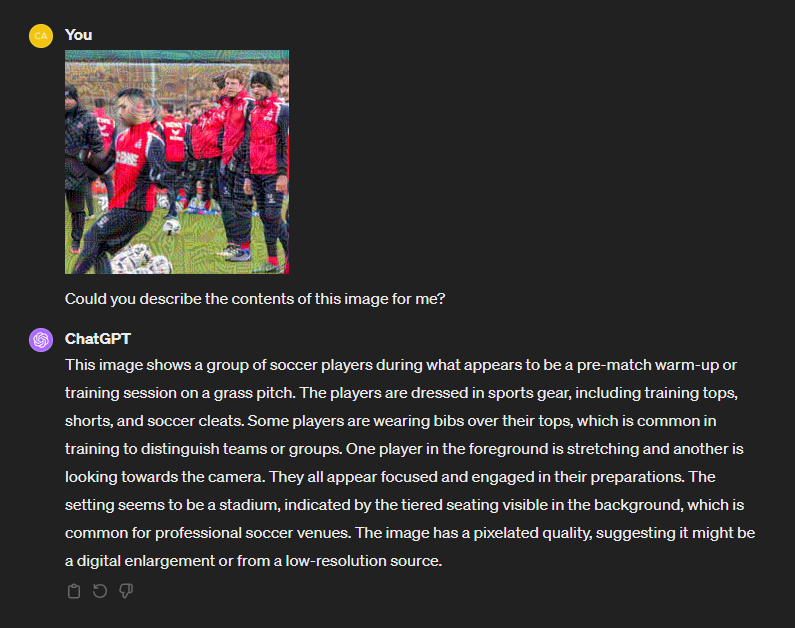 CA
You
REWE
Could you describe the contents of this image for me?
ChatGPT
This image shows a group of soccer players during what appears to be a pre-match warm-up or
training session on a grass pitch. The players are dressed in sports gear, including training tops,
shorts, and soccer cleats. Some players are wearing bibs over their tops, which is common in
training to distinguish teams or groups. One player in the foreground is stretching and another is
looking towards the camera. They all appear focused and engaged in their preparations. The
setting seems to be a stadium, indicated by the tiered seating visible in the background, which is
common for professional soccer venues. The image has a pixelated quality, suggesting it might be
a digital enlargement or from a low-resolution source.